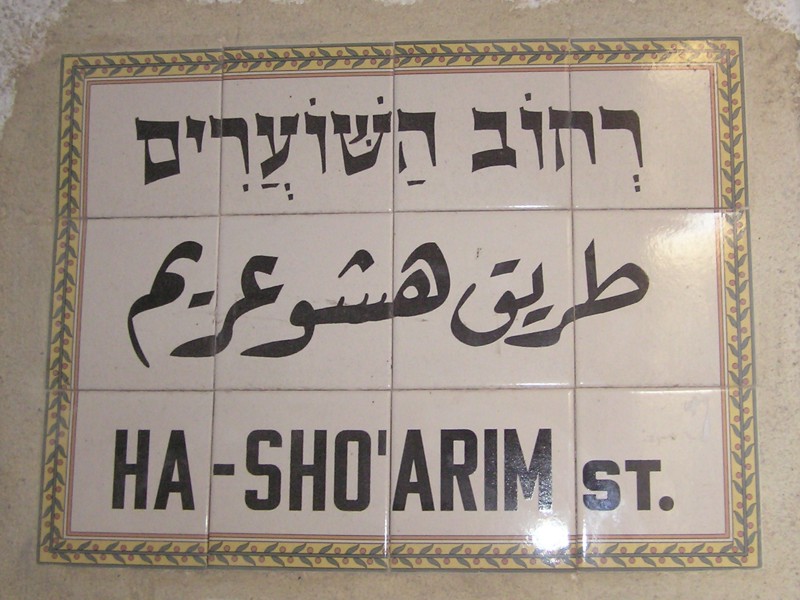 רְחוֹב הַשּׁוֹעֲרִים
طريق هشوعريم
HA-SHO'ARIM ST.